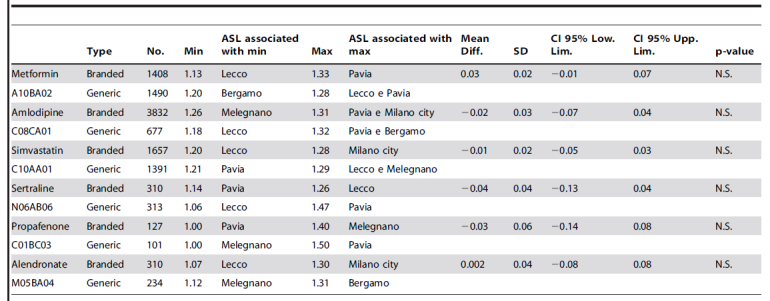 Type No. Min ASL associated with min Max ASL associated with max Mean Diff. SD CI 95% Low. Lim. CI 95% Upp. Lim. p-value
Metformin Branded 1408 1.13 Lecco 1.33 Pavia 0.03 0.02 −0.01 0.07 N.S.
A10BA02 Generic 1490 1.20 Bergamo 1.28 Lecco e Pavia
Amlodipine Branded 3832 1.26 Melegnano 1.31 Pavia e Milano city −0.02 0.03 −0.07 0.04 N.S.
C08CA01 Generic 677 1.18 Lecco 1.32 Pavia e Bergamo
Simvastatin Branded 1657 1.20 Lecco 1.28 Milano city −0.01 0.02 −0.05 0.03 N.S.
C10AA01 Generic 1391 1.21 Pavia 1.29 Lecco e Melegnano
Sertraline Branded 310 1.14 Pavia 1.26 Lecco −0.04 0.04 −0.13 0.04 N.S.
N06AB06 Generic 313 1.06 Lecco 1.47 Pavia
Propafenone Branded 127 1.00 Pavia 1.40 Melegnano −0.03 0.06 −0.14 0.08 N.S.
C01BC03 Generic 101 1.00 Melegnano 1.50 Pavia
Alendronate Branded 310 1.07 Lecco 1.30 Milano city 0.002 0.04 −0.08 0.08 N.S.
M05BA04 Generic 234 1.12 Melegnano 1.31 Bergamo